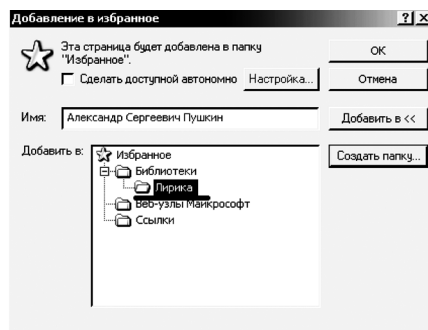 Добавление в избранное
Эта страница будет добавлена в папку
"Избранное".
Сделать доступной автономно
Настройка...
OK
Отмена
Имя:
Александр Сергеевич Пушкин
Добавить в <<
Добавить в:
Создать папку...
Избранное
Библиотеки
Лирика
Веб-узлы Майкрософт
Ссылки